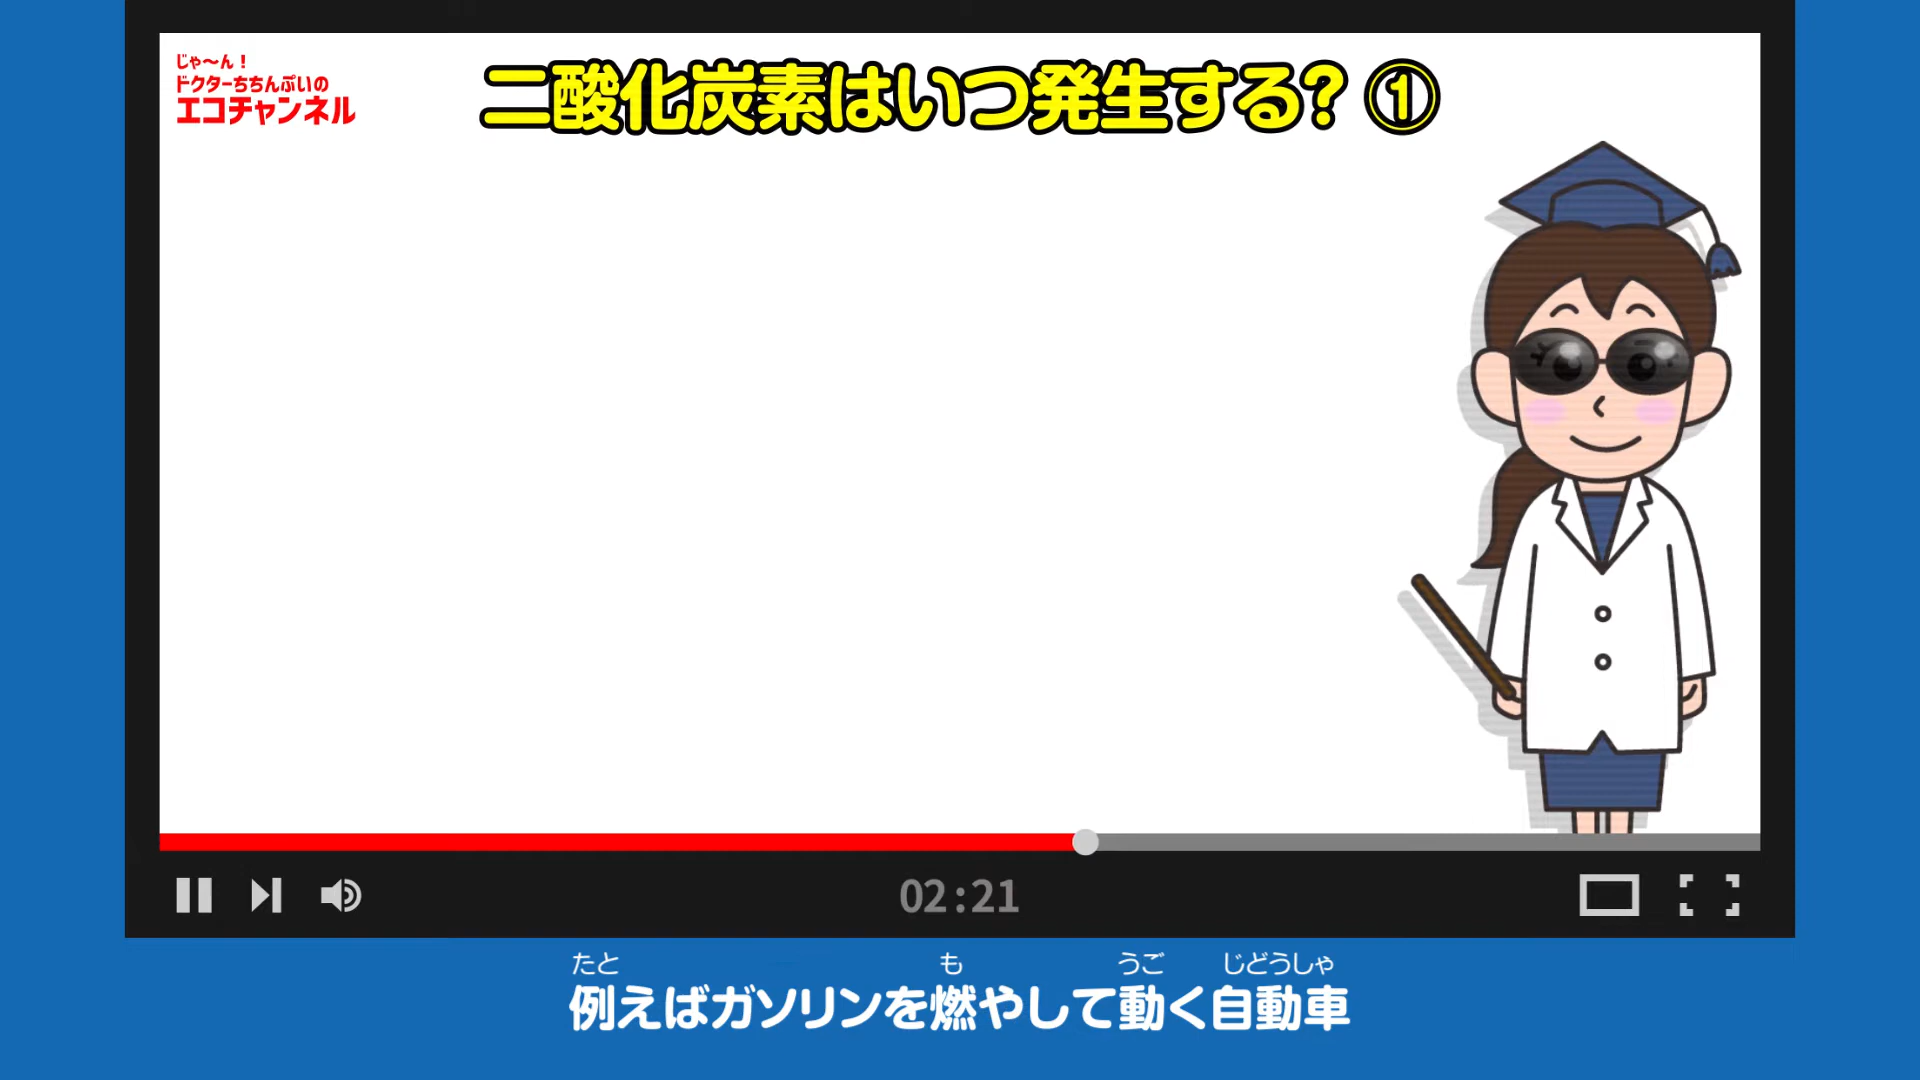 じゃ～ん！
ドクターちちんぷいの
エコチャンネル
二酸化炭素はいつ発生する？①
02:21
たと も うご じどうしゃ
例えばガソリンを燃やして動く自動車